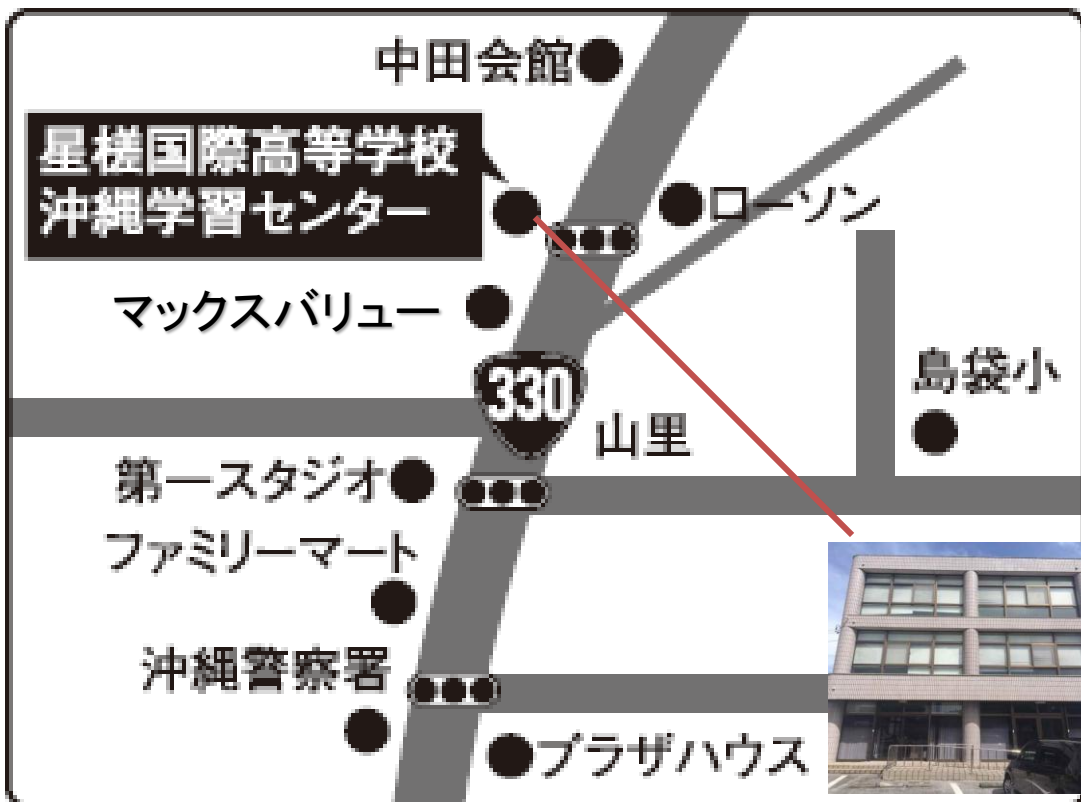 中田会館
星槎国際高等学校
沖縄学習センター
ローソン
マックスバリュー
330
島袋小
山里
第一スタジオ
ファミリーマート
沖縄警察署
プラザハウス